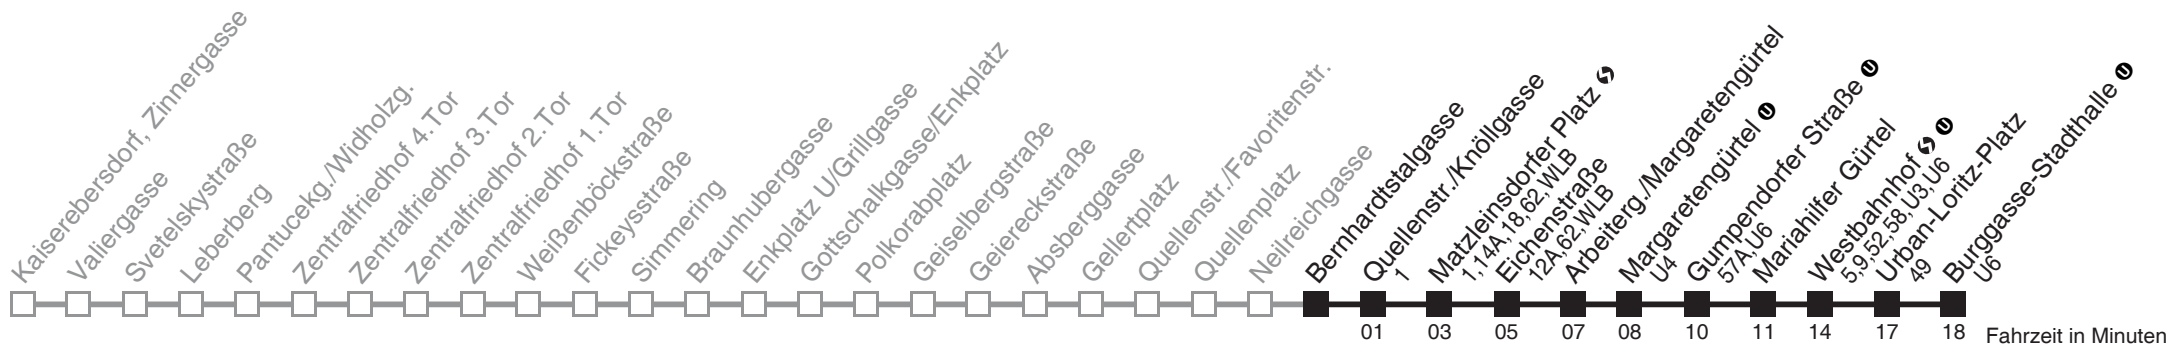 Kaiserebersdorf, Zinnergasse
Valiergasse
Svetelskystraße
Leberberg
Pantucekg./Widholzg.
Zentralfriedhof 4.Tor
Zentralfriedhof 3.Tor
Zentralfriedhof 2.Tor
Zentralfriedhof 1.Tor
Weißenböckstraße
Fickeysstraße
Simmering
Braunhubergasse
Enkplatz U/Grillgasse
Gottschalkgasse/Enkplatz
Polkorabplatz
Geiselbergstraße
Geiereckstraße
Absberggasse
Gellertplatz
Quellenstr./Favoritenstr.
Quellenplatz
Neilreichgasse
Bernhardtstalgasse
Quellenstr./Knöllgasse
1
Matzleinsdorfer Platz
1,14A,18,62,WLB
Eichenstraße
12A,62,WLB
Arbeiterg./Margaretengürtel
Margaretengürtel U
U4
Gumpendorfer Straße U
57A,U6
Mariahilfer Gürtel
Westbahnhof U
5,9,52,58,U3,U6
Urban-Loritz-Platz
49
Burggasse-Stadthalle U
U6
01 03 05 07 08 10 11 14 17 18 Fahrzeit in Minuten